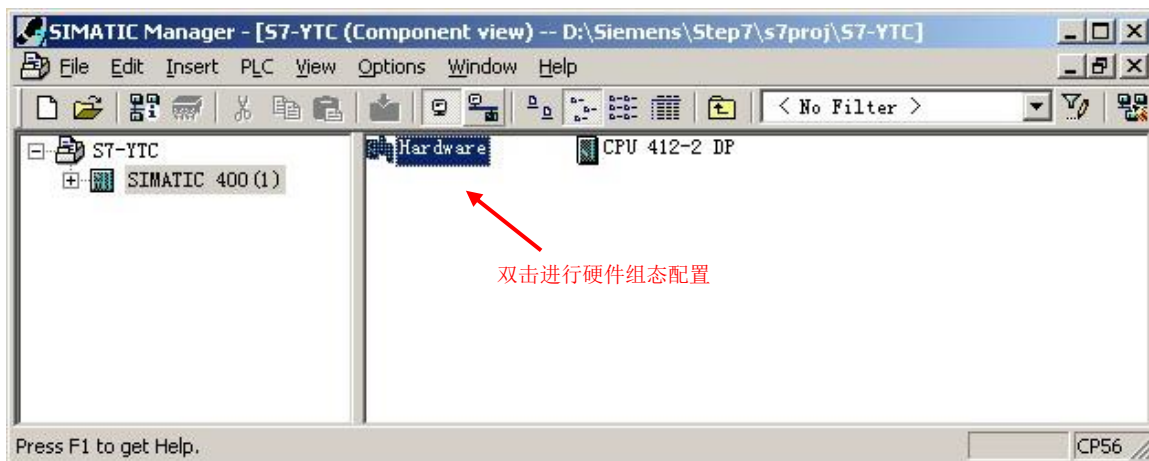 SIMATIC Manager - [S7-YTC (Component view) -- D:\Siemens\Step7\s7proj\S7-YTC]
File Edit Insert PLC View Options Window Help
< No Filter >
S7-YTC
SIMATIC 400(1)
Hardware
CPU 412-2 DP
双击进行硬件组态配置
Press F1 to get Help.
CP56